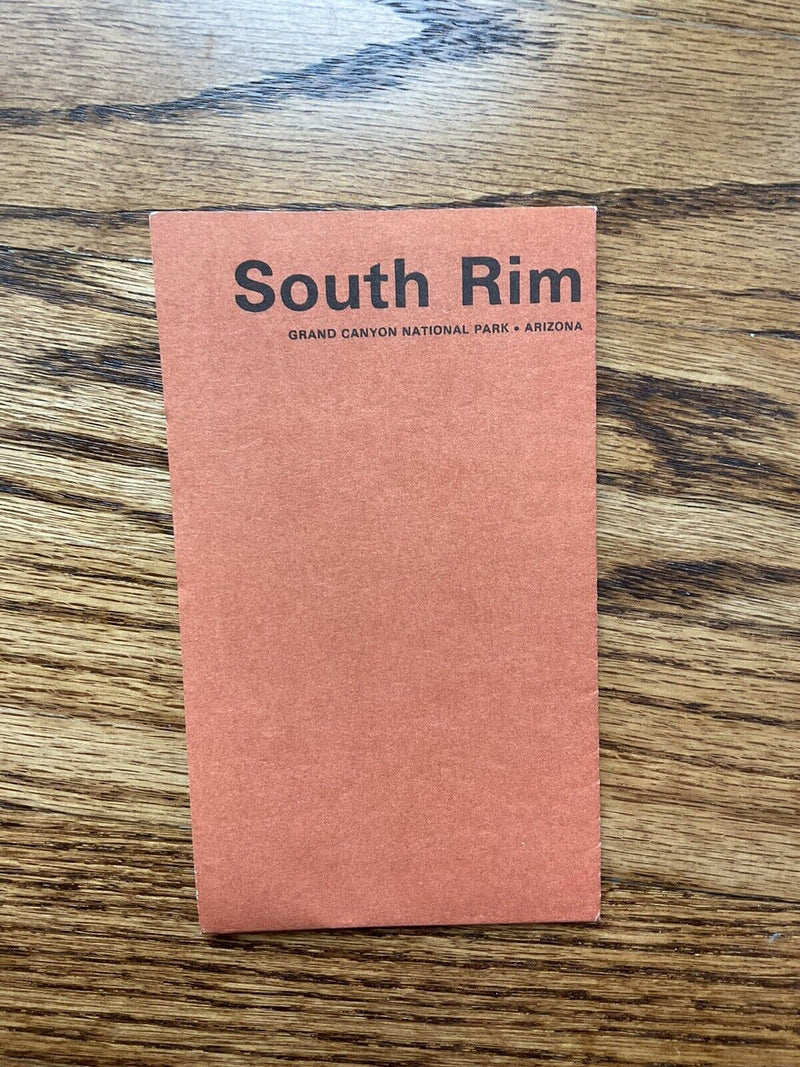 South Rim
GRAND CANYON NATIONAL PARK • ARIZONA